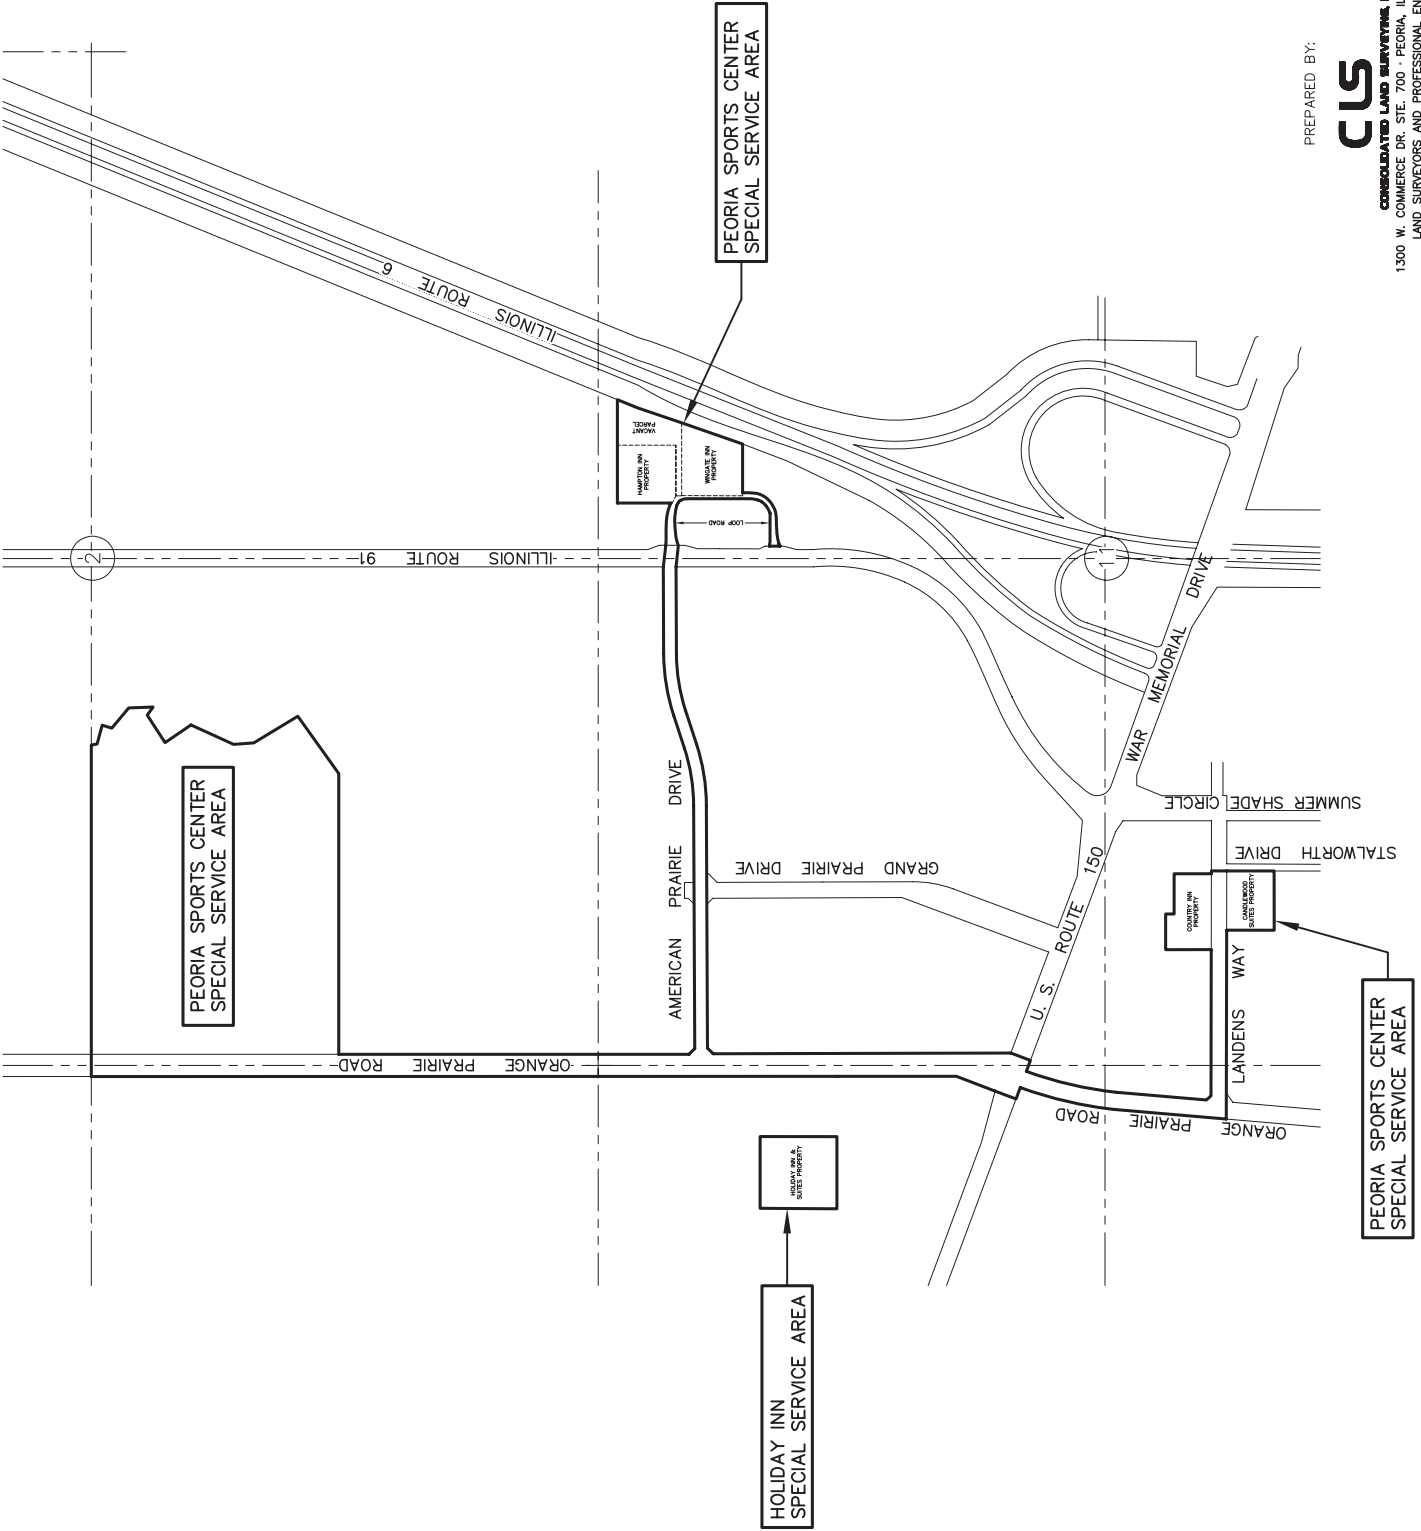 PEORIA SPORTS CENTER
SPECIAL SERVICE AREA
PREPARED BY:
CLS
CONSOLIDATED LAND SURVEYING,
1300 W. COMMERCE DR. STE. 700 - PEORIA,
LAND SURVEYORS AND PROFESSIONAL
ILLINOIS ROUTE 6
VACANT
PARCEL
HAMPTON INN
PROPERTY
WINGATE INN
PROPERTY
LOOP ROAD
2
ILLINOIS ROUTE 91
11
WAR MEMORIAL DRIVE
PEORIA SPORTS CENTER
SPECIAL SERVICE AREA
AMERICAN PRAIRIE DRIVE
GRAND PRAIRIE DRIVE
SUMMER SHADE CIRCLE
STALWORTH DRIVE
U. S. ROUTE 150
COUNTRY INN
PROPERTY
CANDLEWOOD
SUITES PROPERTY
LANDENS WAY
ORANGE PRAIRIE ROAD
ORANGE PRAIRIE ROAD
HOLIDAY INN &
SUITES PROPERTY
PEORIA SPORTS CENTER
SPECIAL SERVICE AREA
HOLIDAY INN
SPECIAL SERVICE AREA